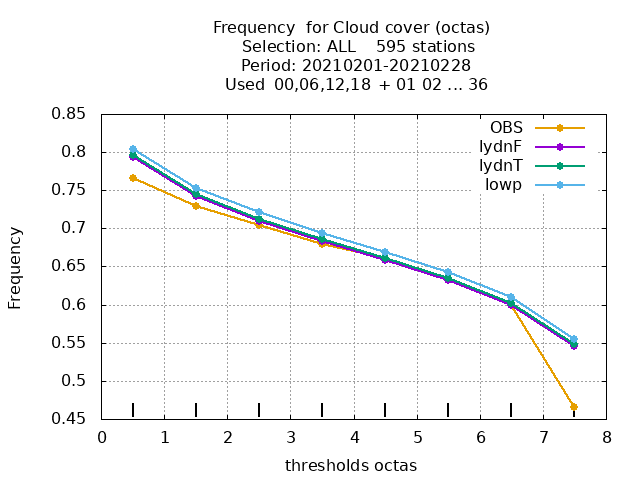 Frequency  for Cloud cover (octas)
Selection: ALL    595 stations
Period: 20210201-20210228
Used  00,06,12,18 + 01 02 ... 36
0.85
0.8
0.75
0.7
0.65
0.6
0.55
0.5
0.45
Frequency
OBS
lydnF
lydnT
lowp
0 1 2 3 4 5 6 7 8
thresholds octas